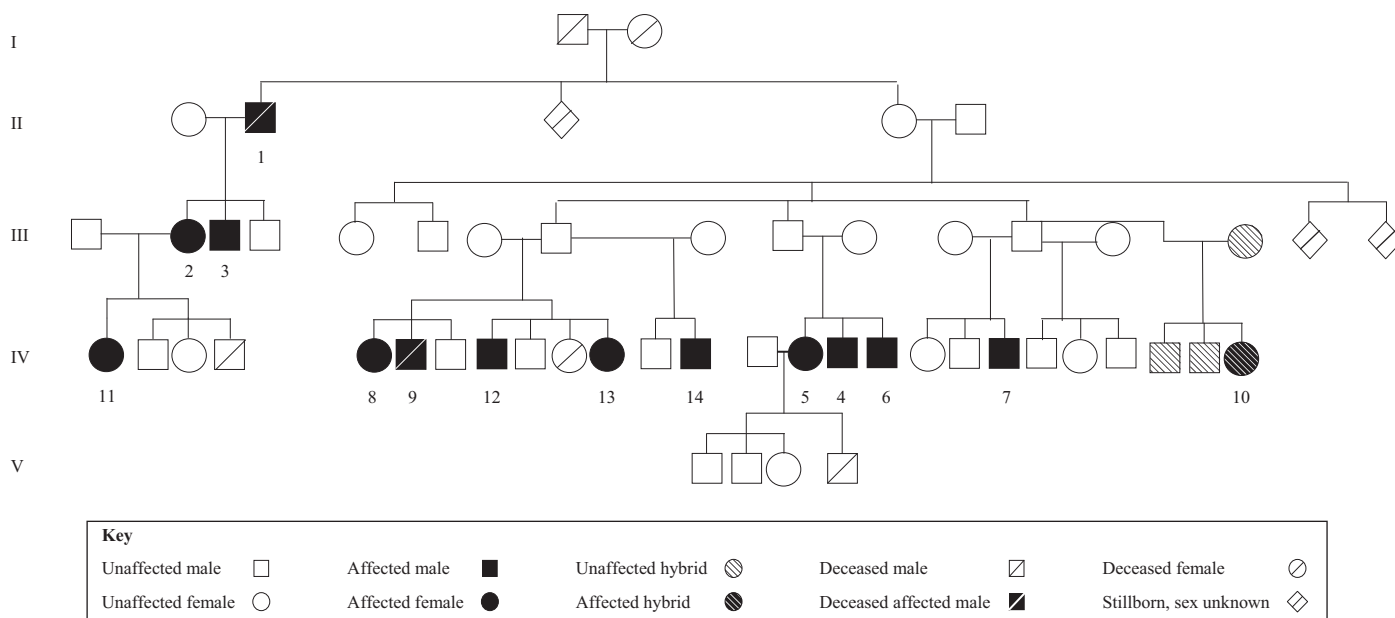 I
II
1
III
2 3
IV
11 8 9 12 13 14 5 4 6 7 10
V
Key
Unaffected male Affected male Unaffected hybrid Deceased male Deceased female
Unaffected female Affected female Affected hybrid Deceased affected male Stillborn, sex unknown